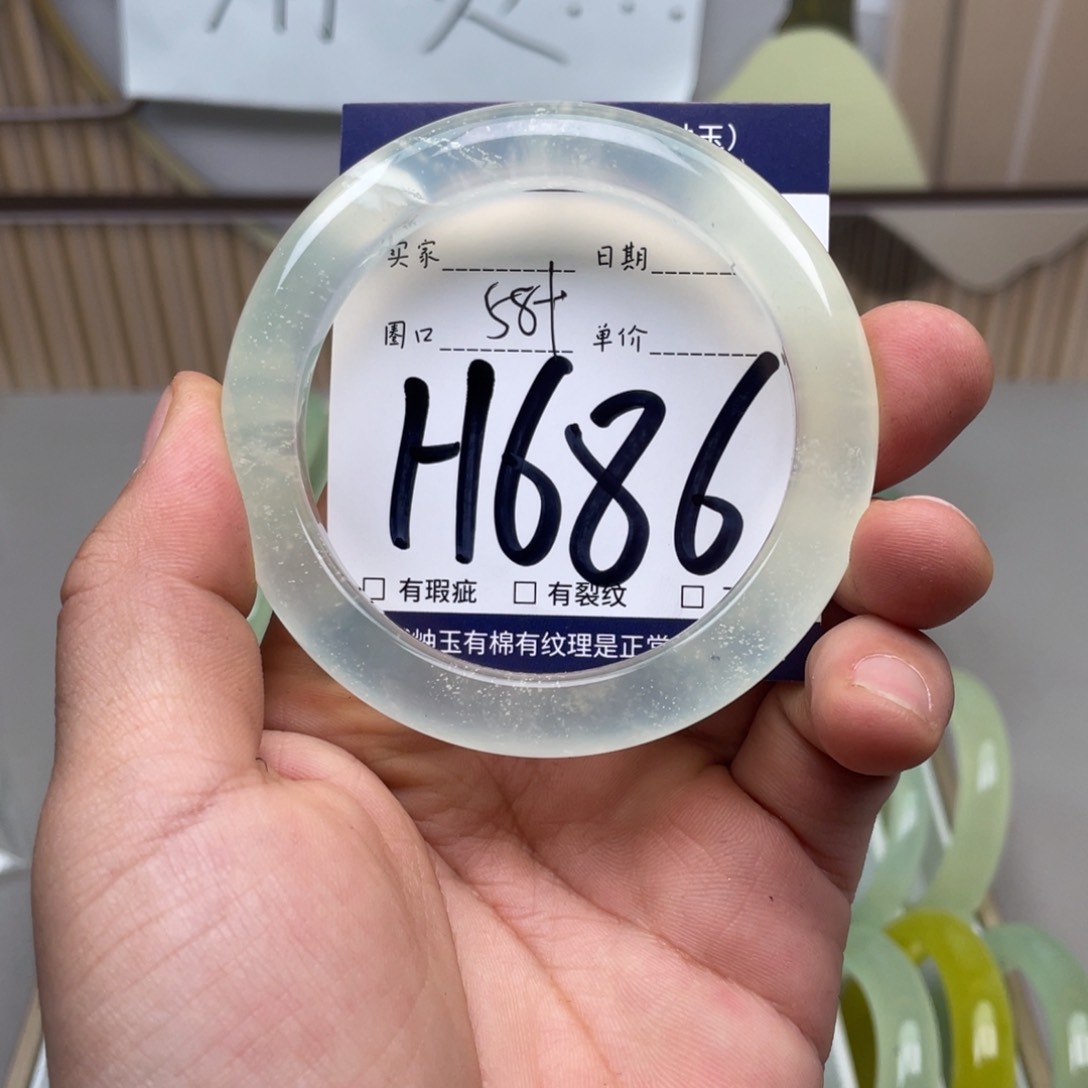 玉）
买家 日期
圈口 58+ 单价
H686
□ 有瑕疵 □ 有裂纹 □
岫玉有棉有纹理是正常